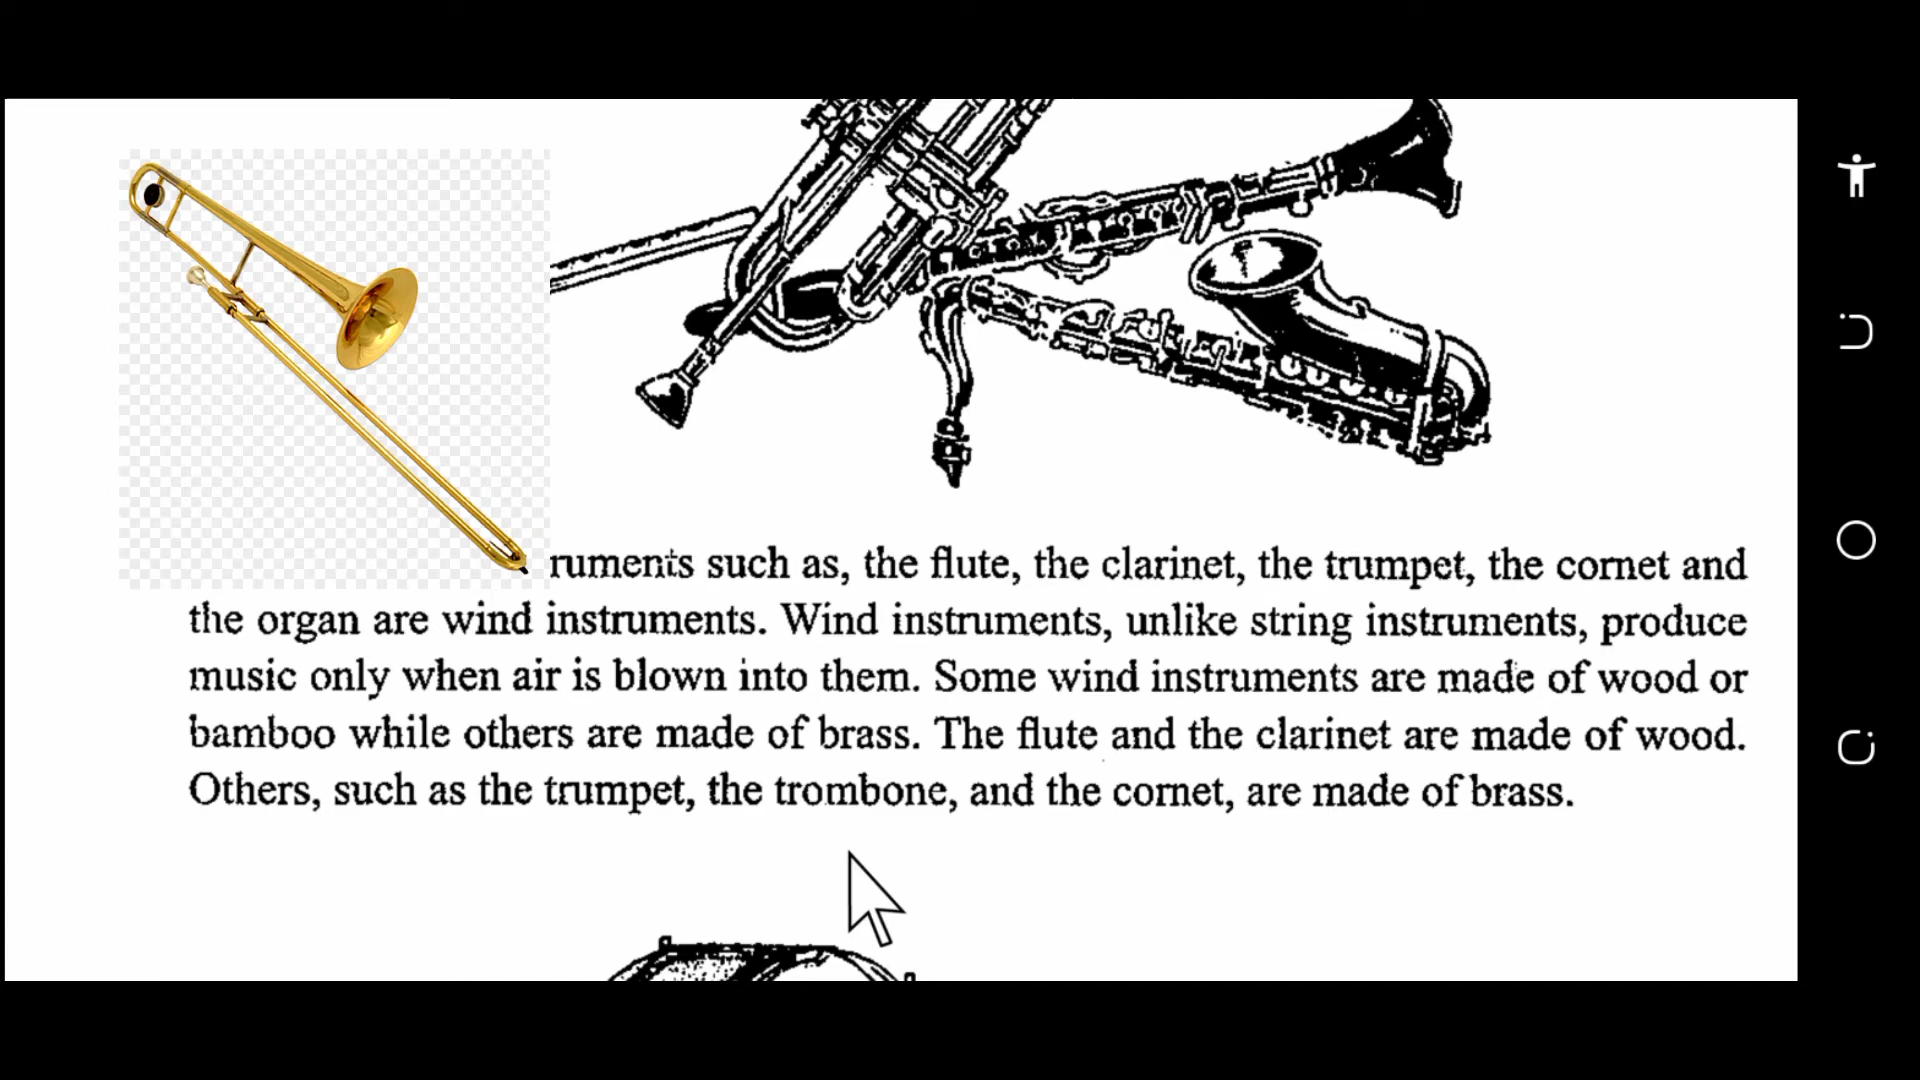 ruments such as, the flute, the clarinet, the trumpet, the cornet and
the organ are wind instruments. Wind instruments, unlike string instruments, produce
music only when air is blown into them. Some wind instruments are made of wood or
bamboo while others are made of brass. The flute and the clarinet are made of wood.
Others, such as the trumpet, the trombone, and the cornet, are made of brass.